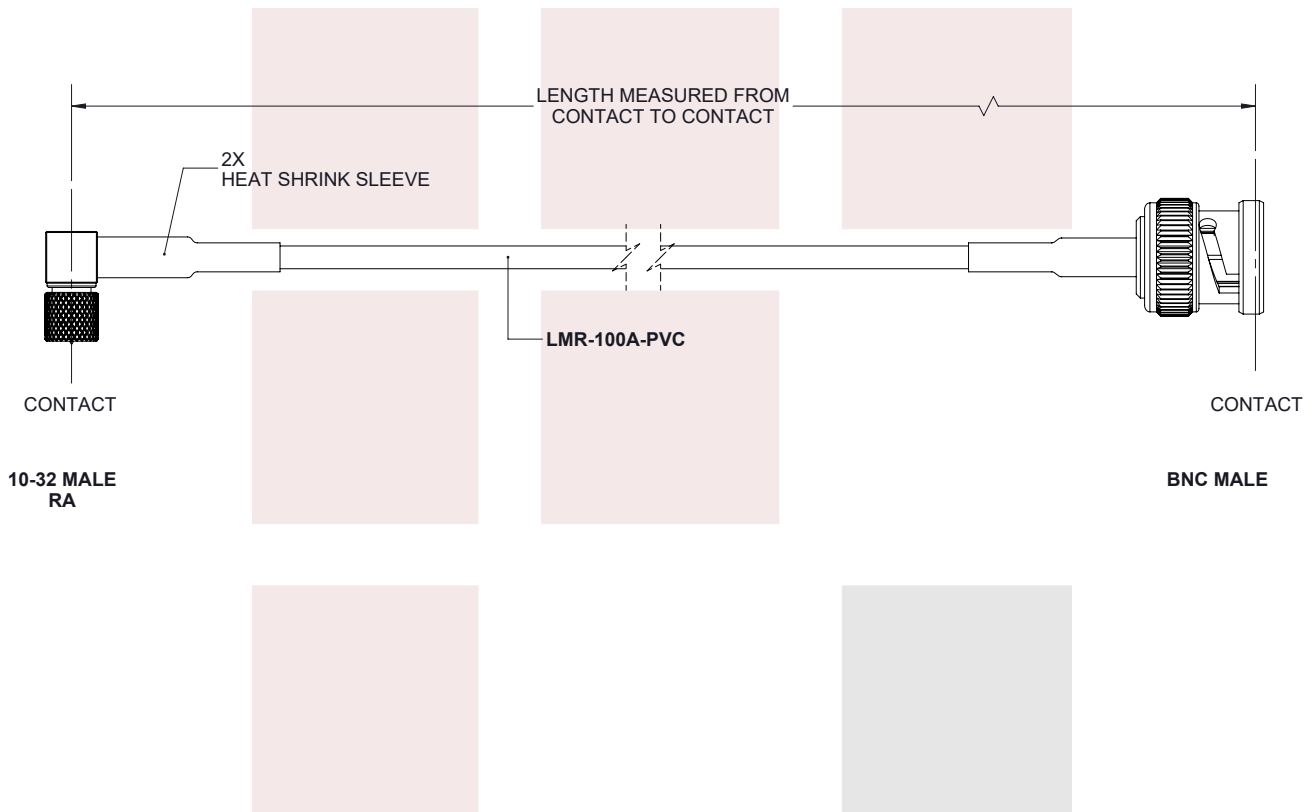 LENGTH MEASURED FROM
CONTACT TO CONTACT
2X
HEAT SHRINK SLEEVE
LMR-100A-PVC
CONTACT
CONTACT
10-32 MALE
RA
BNC MALE